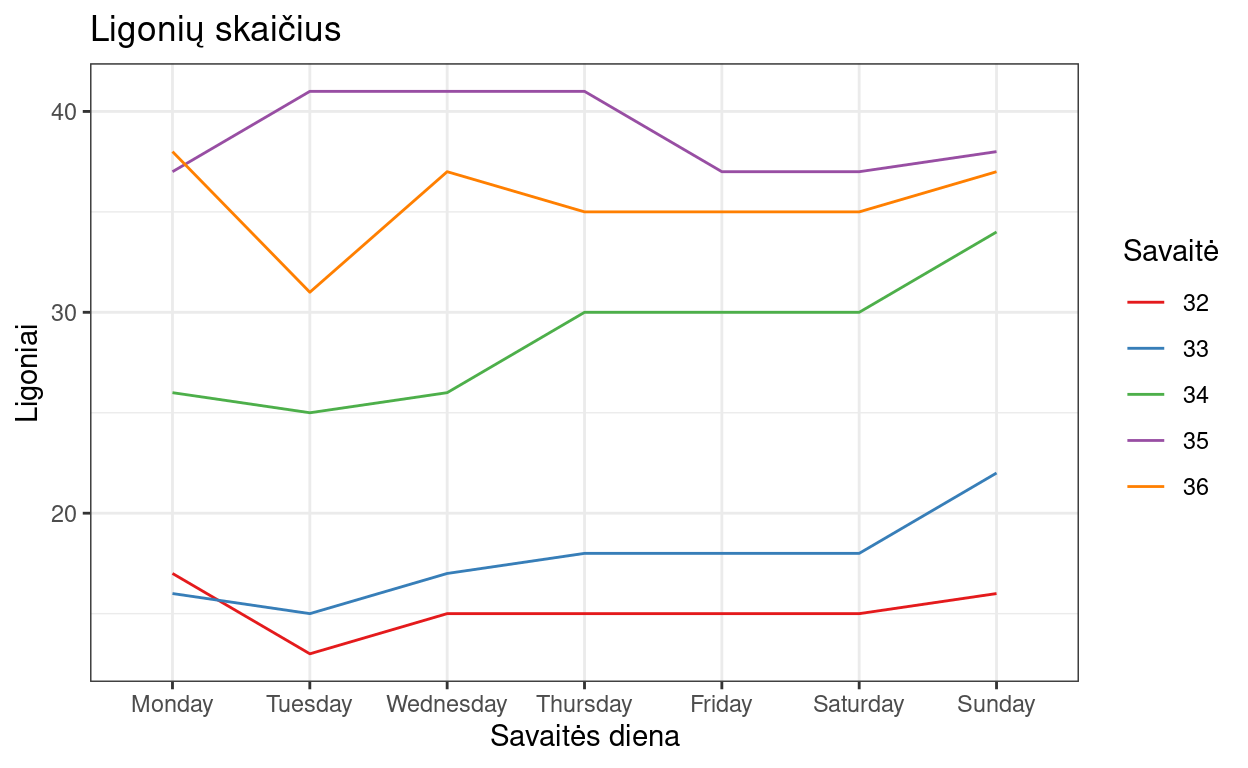 Ligonių skaičius
40
30
20
Ligoniai
Monday Tuesday Wednesday Thursday Friday Saturday Sunday
Savaitės diena
Savaitė
32
33
34
35
36